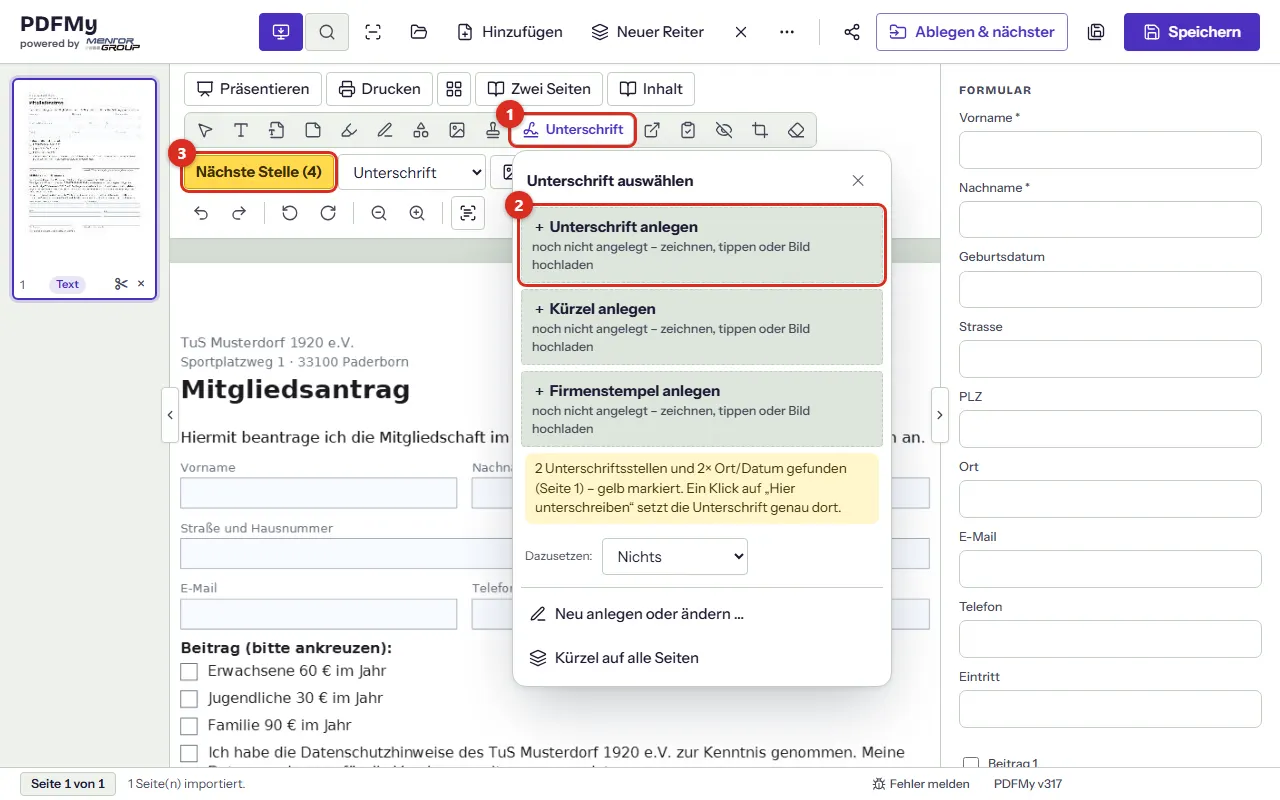 PDFMy
powered by MENTOR GROUP
Hinzufügen
Neuer Reiter
Ablegen & nächster
Speichern
Präsentieren
Drucken
Zwei Seiten
Inhalt
1
Unterschrift
3
Nächste Stelle (4)
Unterschrift
Unterschrift auswählen
2
+ Unterschrift anlegen
noch nicht angelegt – zeichnen, tippen oder Bild
hochladen
+ Kürzel anlegen
noch nicht angelegt – zeichnen, tippen oder Bild
hochladen
+ Firmenstempel anlegen
noch nicht angelegt – zeichnen, tippen oder Bild
hochladen
2 Unterschriftsstellen und 2× Ort/Datum gefunden
(Seite 1) – gelb markiert. Ein Klick auf „Hier
unterschreiben“ setzt die Unterschrift genau dort.
Dazusetzen:
Nichts
Neu anlegen oder ändern ...
Kürzel auf alle Seiten
1
Text
TuS Musterdorf 1920 e.V.
Sportplatzweg 1 · 33100 Paderborn
Mitgliedsantrag
Hiermit beantrage ich die Mitgliedschaft im
an.
Vorname
Straße und Hausnummer
E-Mail
Beitrag (bitte ankreuzen):
Erwachsene 60 € im Jahr
Jugendliche 30 € im Jahr
Familie 90 € im Jahr
Ich habe die Datenschutzhinweise des TuS Musterdorf 1920 e.V. zur Kenntnis genommen. Meine
FORMULAR
Vorname *
Nachname *
Geburtsdatum
Strasse
PLZ
Ort
E-Mail
Telefon
Eintritt
Beitrag 1
Seite 1 von 1
1 Seite(n) importiert.
Fehler melden
PDFMy v317